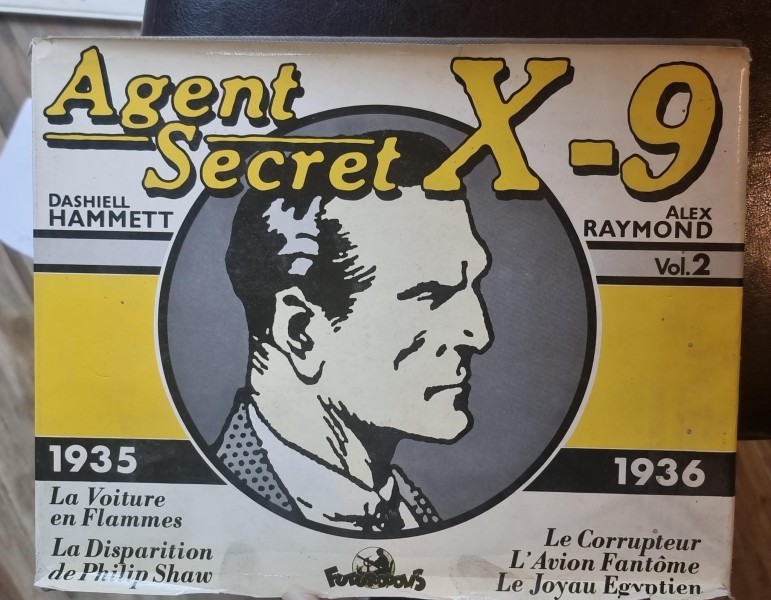 Agent
Secret X-9
DASHIELL
HAMMETT
ALEX
RAYMOND
Vol.2
1935
La Voiture
en Flammes
La Disparition
de Philip Shaw
1936
Le Corrupteur
L'Avion Fantôme
Le Joyau Egyptien
FUTUROPOLIS